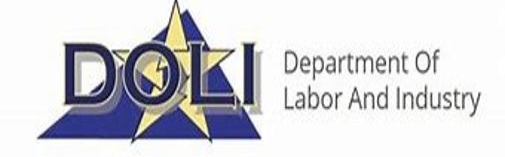 DOLI
Department Of
Labor And Industry